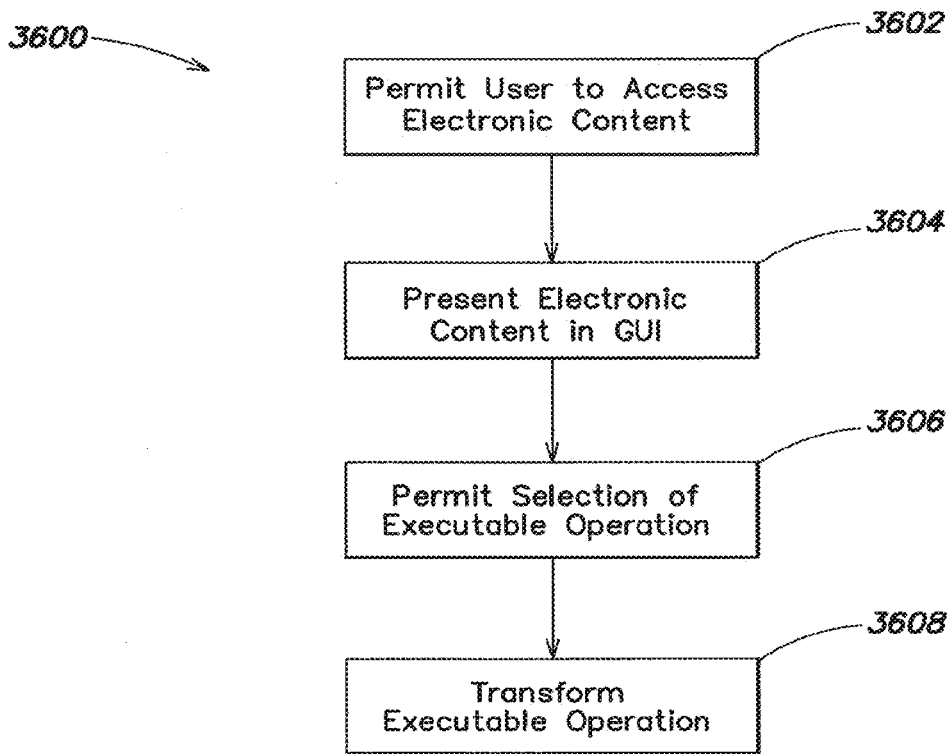 3600
3602
Permit User to Access
Electronic Content
3604
Present Electronic
Content in GUI
3606
Permit Selection of
Executable Operation
3608
Transform
Executable Operation